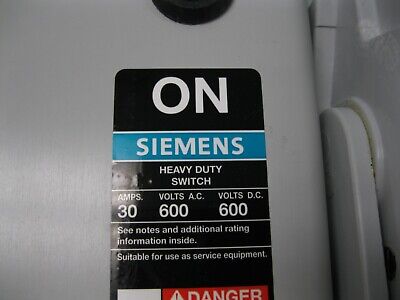 ON
SIEMENS
HEAVY DUTY
SWITCH
AMPS. VOLTS A.C. VOLTS D.C.
30 600 600
See notes and additional rating
information inside.
Suitable for use as service equipment.
DANGER